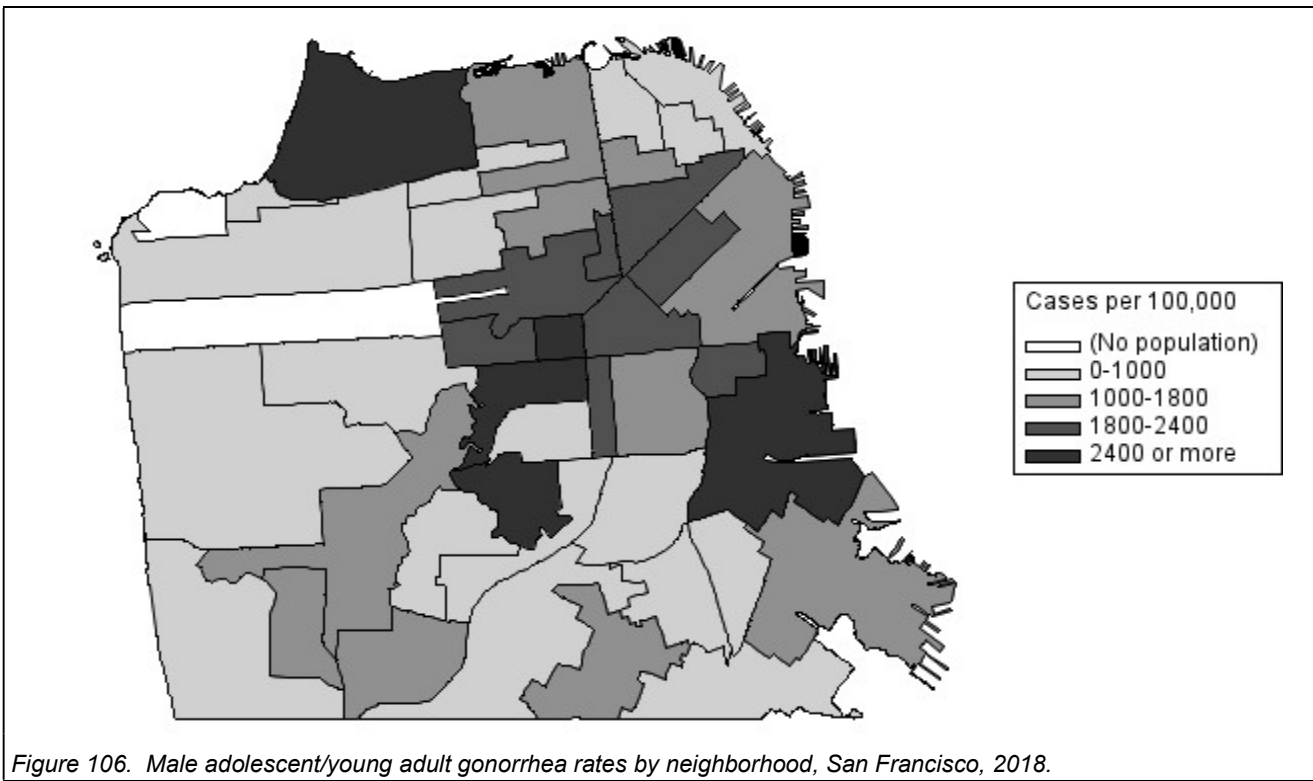 Cases per 100,000
(No population)
0-1000
1000-1800
1800-2400
2400 or more
Figure 106.  Male adolescent/young adult gonorrhea rates by neighborhood, San Francisco, 2018.